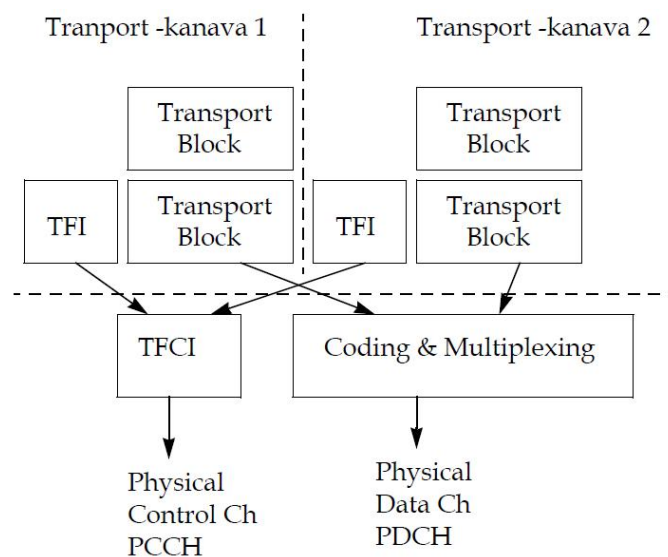 Tranport -kanava 1
Transport -kanava 2
Transport
Block
Transport
Block
TFI
Transport
Block
TFI
Transport
Block
TFCI
Coding & Multiplexing
Physical
Control Ch
PCCH
Physical
Data Ch
PDCH